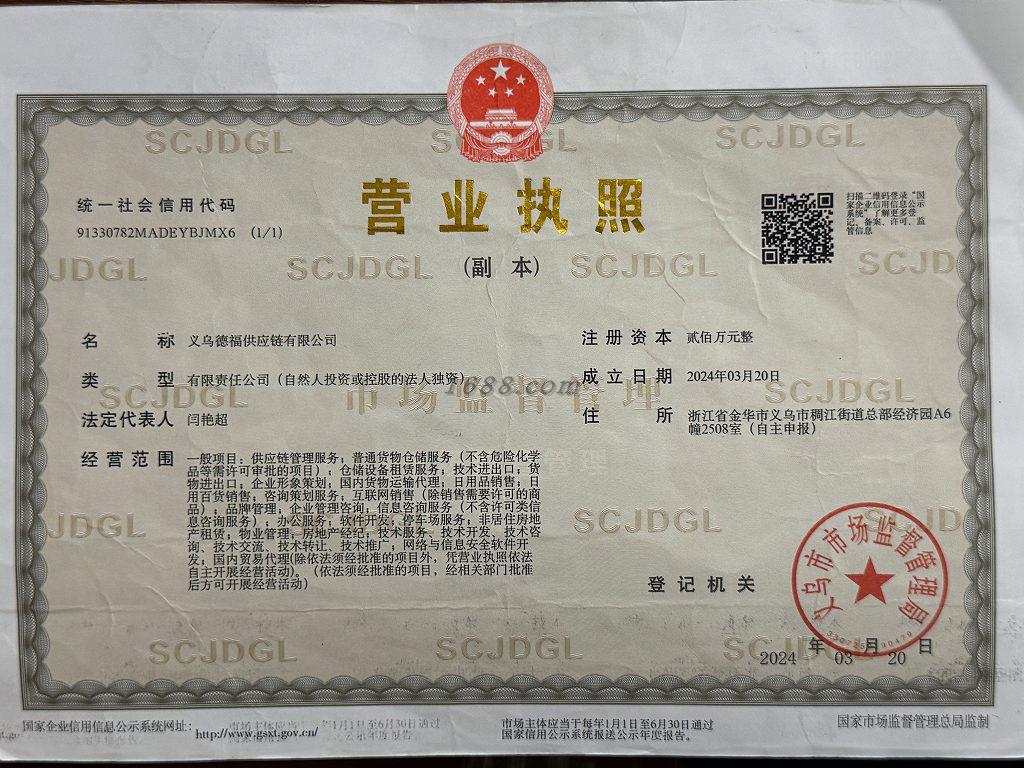 SCJDGL SCJDGL SCJDGL
营业执照
(副 本)
统一社会信用代码
91330782MADEYBJMX6 (1/1)
扫描二维码登录“国
家企业信用信息公示
系统”了解更多登
记、备案、许可、监
管信息
JDGL SCJDGL SCJDGL SCJD
名 称 义乌德福供应链有限公司
类 型 有限责任公司（自然人投资或控股的法人独资）
法定代表人 闫艳超
经营范围 一般项目：供应链管理服务；普通货物仓储服务（不含危险化学
品等需许可审批的项目）；仓储设备租赁服务；技术进出口；货
物进出口；企业形象策划；国内货物运输代理；日用品销售；日
用百货销售；咨询策划服务；互联网销售（除销售需要许可的商
品）；品牌管理；企业管理咨询；信息咨询服务（不含许可类信
息咨询服务）；办公服务；软件开发；停车场服务；非居住房地
产租赁；物业管理；房地产经纪；技术服务、技术开发、技术咨
询、技术交流、技术转让、技术推广；网络与信息安全软件开
发；国内贸易代理(除依法须经批准的项目外，凭营业执照依法
自主开展经营活动)。（依法须经批准的项目，经相关部门批准
后方可开展经营活动）
注册资本 贰佰万元整
成立日期 2024年03月20日
住 所 浙江省金华市义乌市稠江街道总部经济园A6
幢2508室（自主申报）
1688.com
SCJDGL 市场监督管理 SCJDGL
管理
JDGL SCJDGL SCJDGL
登记机关
义乌市市场监督管理局
2024 年 03 月 20 日
SCJDGL SCJDGL SCJDGL
国家企业信用信息公示系统网址：http://www.gsxt.gov.cn/
市场主体应当于每年1月1日至6月30日通过
国家信用公示系统报送公示年度报告。
国家市场监督管理总局监制